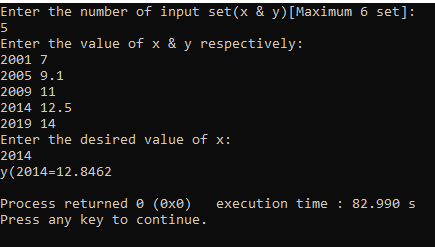 Enter the number of input set(x & y)[Maximum 6 set]:
5
Enter the value of x & y respectively:
2001 7
2005 9.1
2009 11
2014 12.5
2019 14
Enter the desired value of x:
2014
y(2014=12.8462
Process returned 0 (0x0)   execution time : 82.990 s
Press any key to continue.